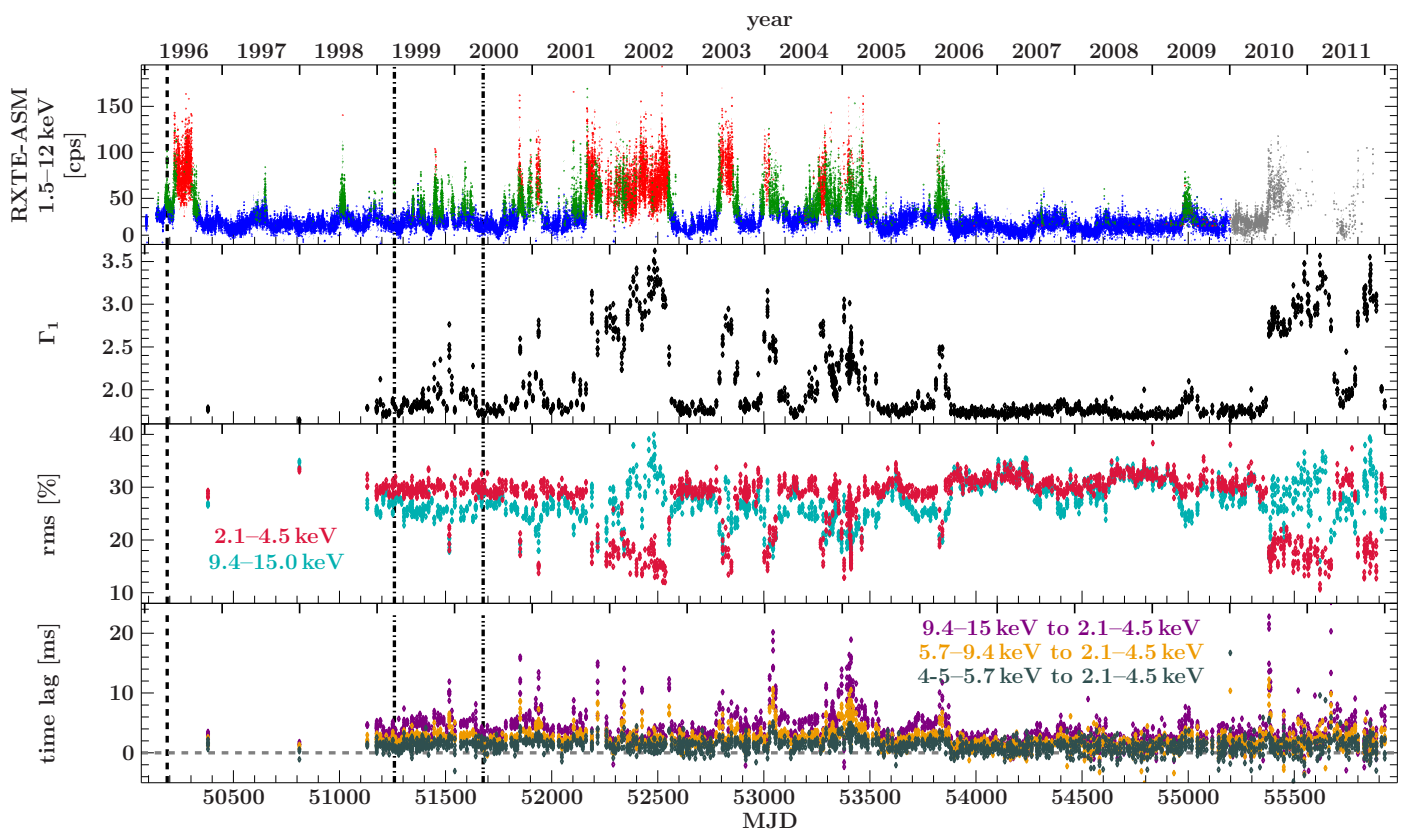 year
1996 1997 1998 1999 2000 2001 2002 2003 2004 2005 2006 2007 2008 2009 2010 2011
RXTE-ASM
1.5–12 keV
[cps]
150
100
50
0
Γ1
3.5
3.0
2.5
2.0
rms [%]
40
30
20
10
2.1–4.5 keV
9.4–15.0 keV
time lag [ms]
20
10
0
9.4–15 keV to 2.1–4.5 keV
5.7–9.4 keV to 2.1–4.5 keV
4-5–5.7 keV to 2.1–4.5 keV
50500 51000 51500 52000 52500 53000 53500 54000 54500 55000 55500
MJD